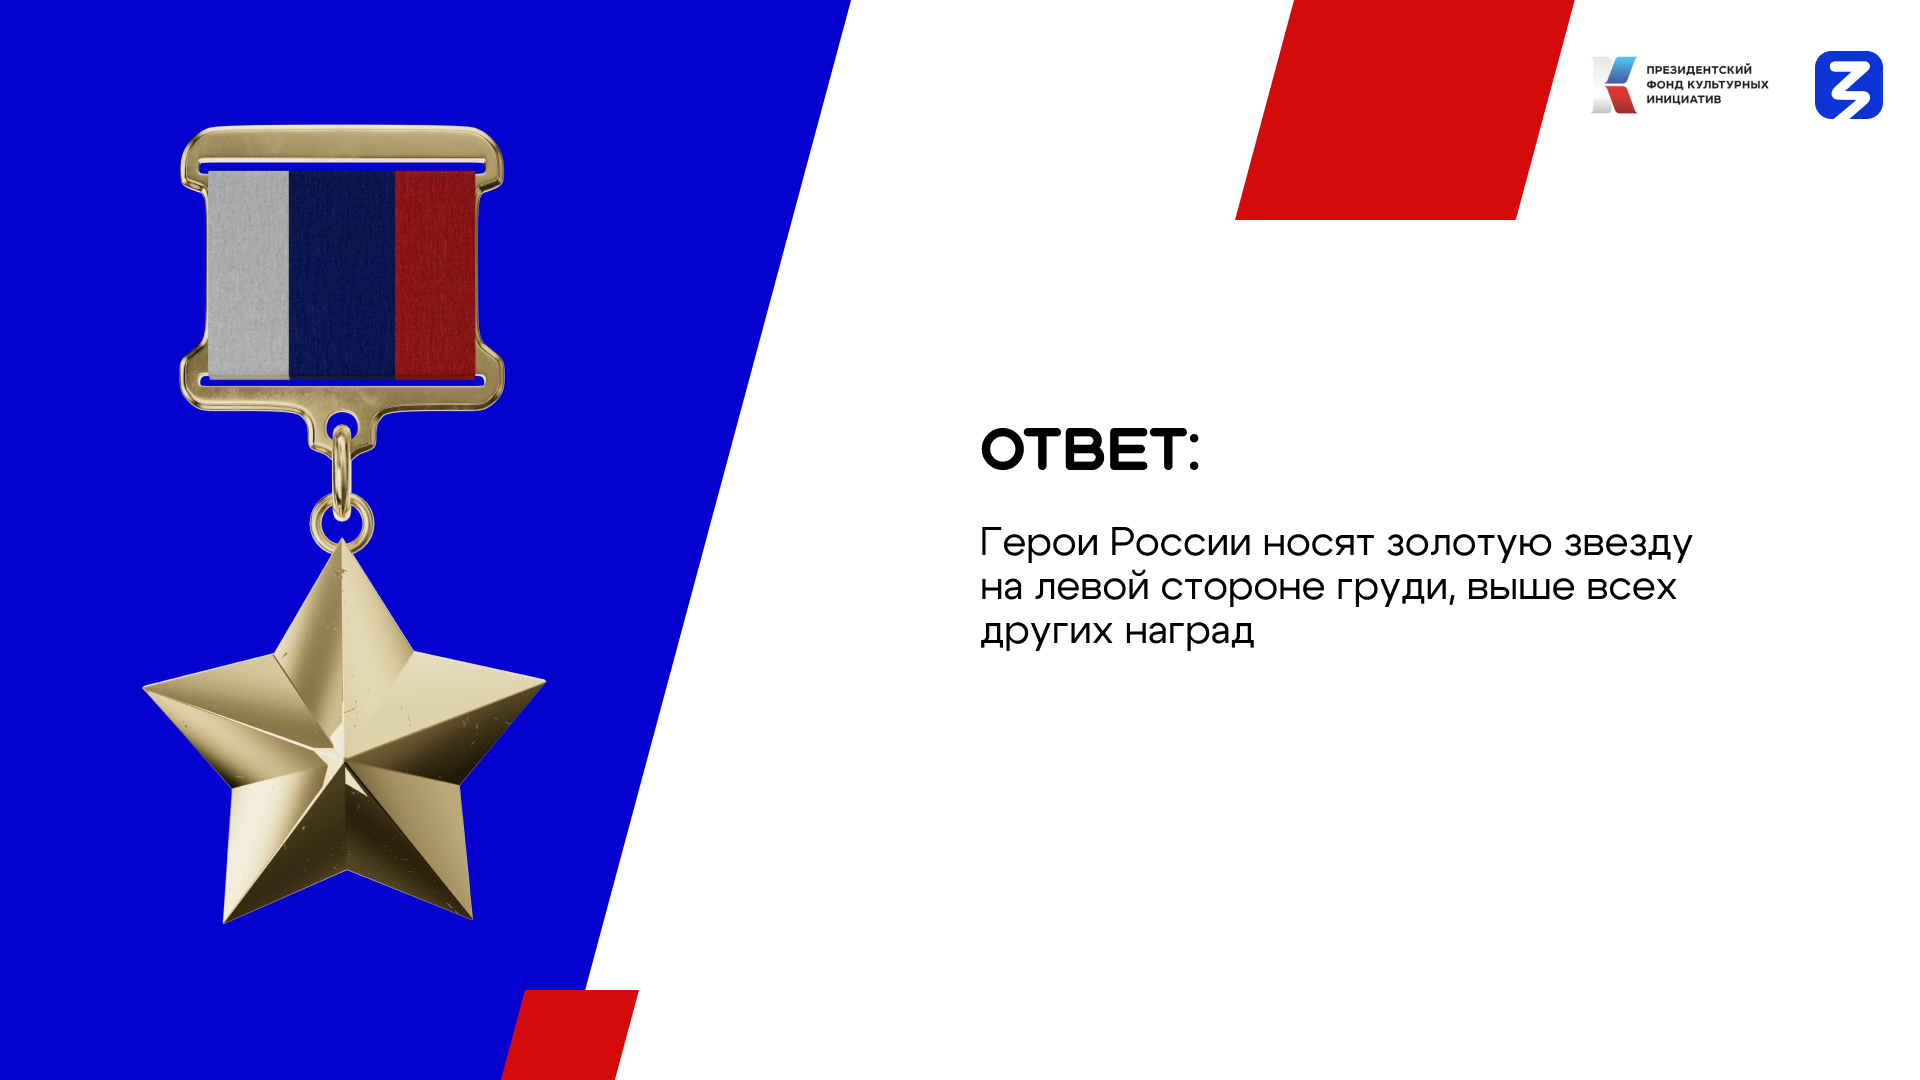 ПРЕЗИДЕНТСКИЙ
ФОНД КУЛЬТУРНЫХ
ИНИЦИАТИВ
ОТВЕТ:
Герои России носят золотую звезду
на левой стороне груди, выше всех
других наград